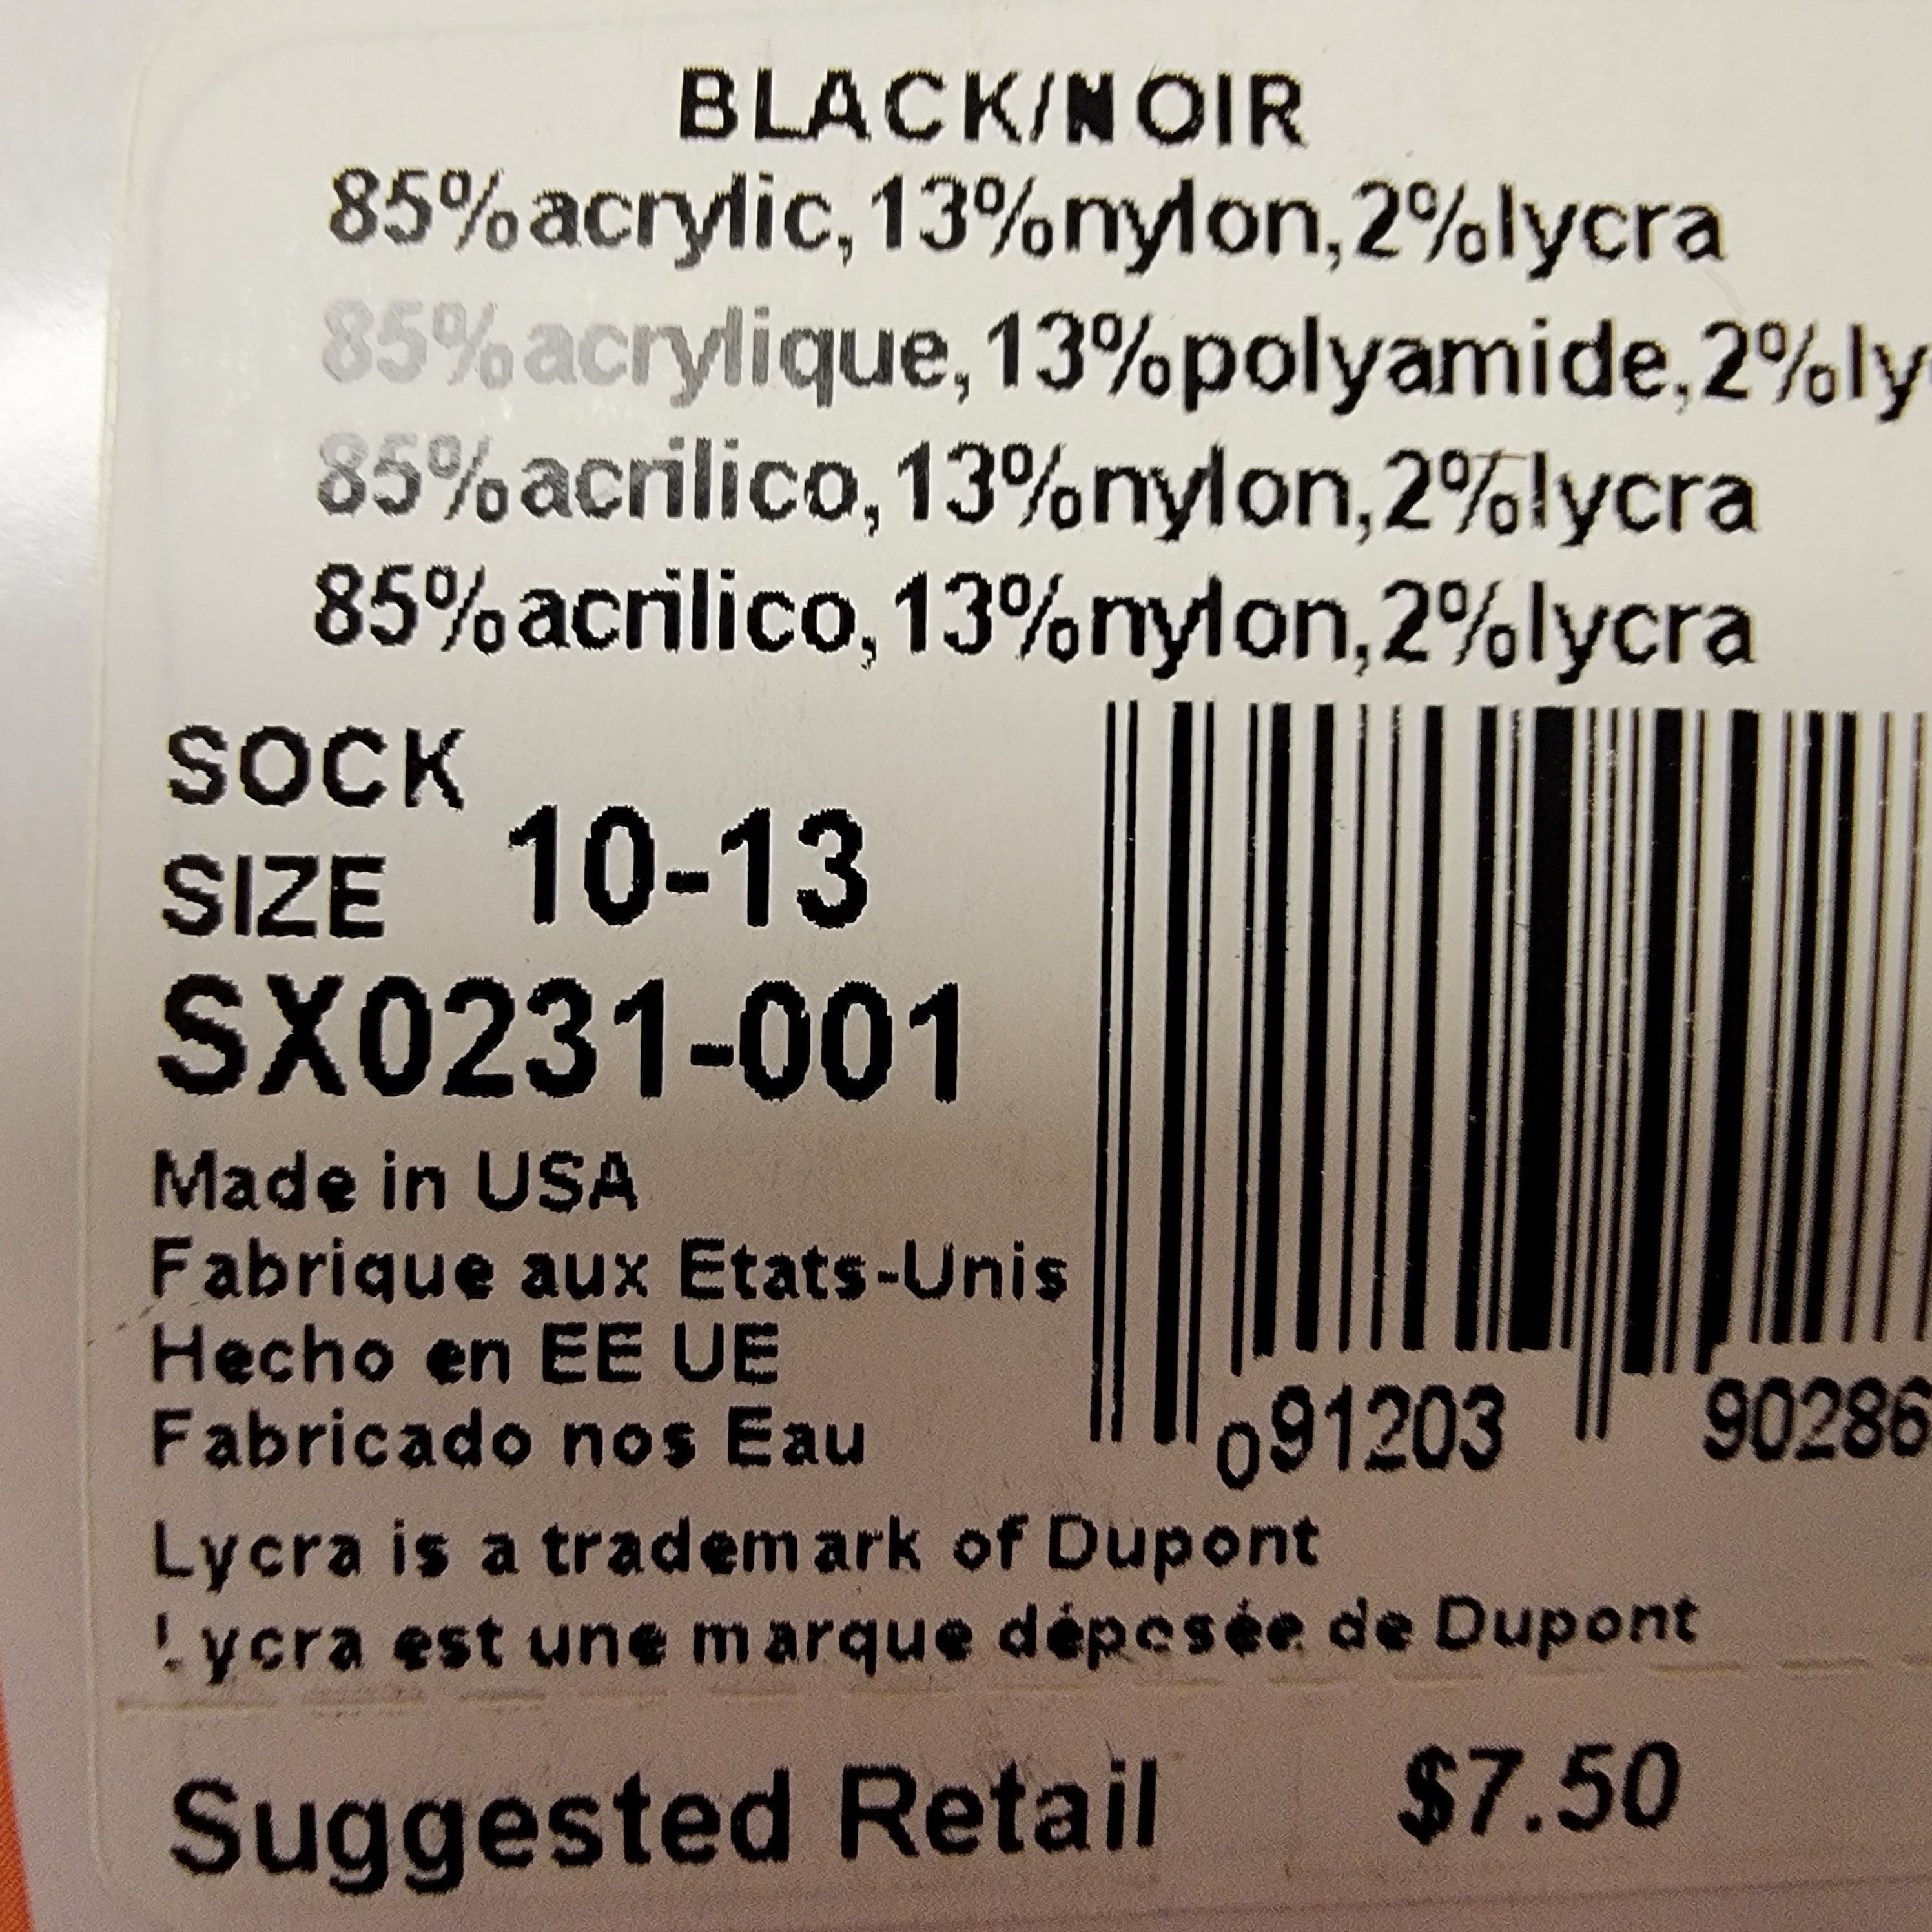 BLACK/NOIR
85%acrylic,13%nylon,2%lycra
85%acrylique,13%polyamide,2%ly
85%acrilico,13%nylon,2%lycra
85%acrilico,13%nylon,2%lycra
SOCK
SIZE 10-13
SX0231-001
Made in USA
Fabrique aux Etats-Unis
Hecho en EE UE
Fabricado nos Eau
091203 90286
Lycra is a trademark of Dupont
Lycra est une marque déposée de Dupont
Suggested Retail $7.50